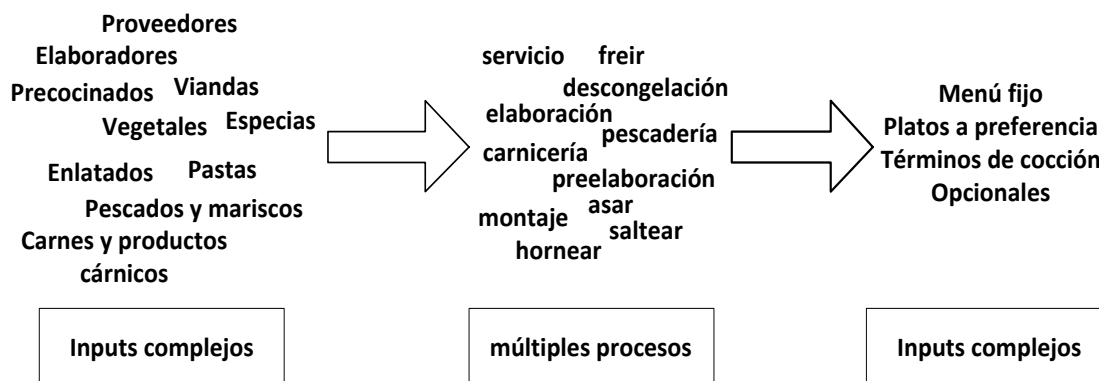 Proveedores
Elaboradores
Precocinados Viandas
Vegetales Especias
Enlatados Pastas
Pescados y mariscos
Carnes y productos
cárnicos
servicio freir
descongelación
elaboración
pescadería
carnicería
preelaboración
asar
montaje
saltear
hornear
Menú fijo
Platos a preferencia
Términos de cocción
Opcionales
Inputs complejos
múltiples procesos
Inputs complejos